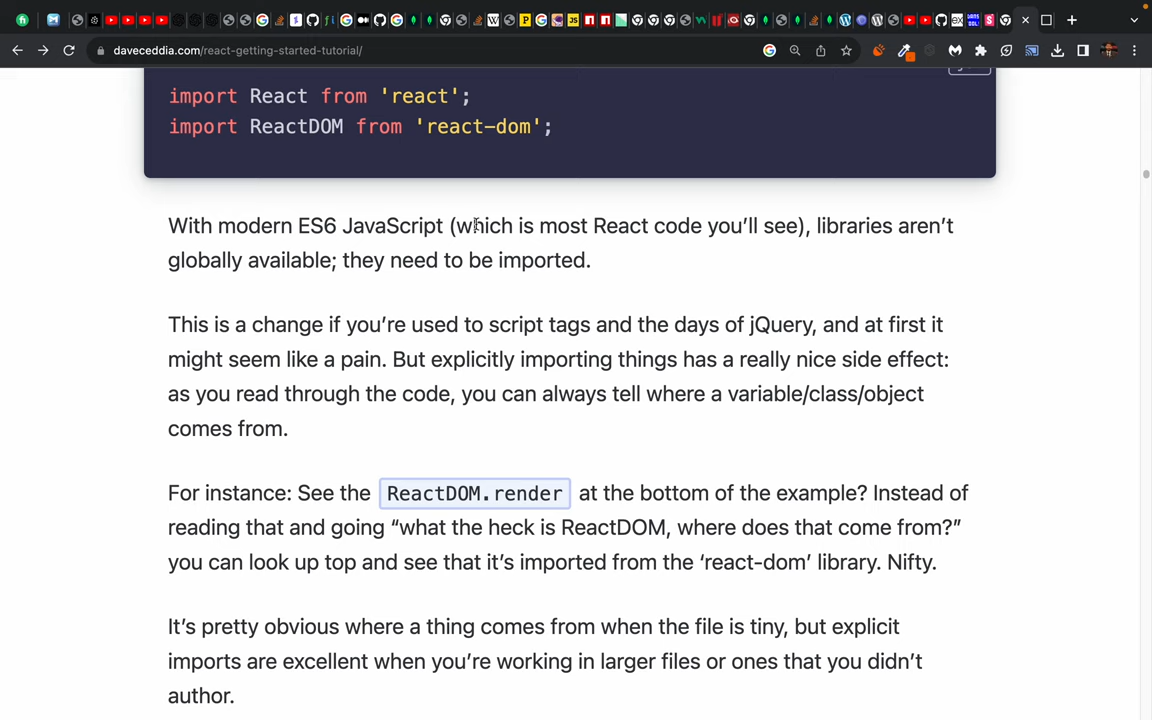 daveceddia.com/react-getting-started-tutorial/
import React from 'react';
import ReactDOM from 'react-dom';
With modern ES6 JavaScript (which is most React code you’ll see), libraries aren’t
globally available; they need to be imported.
This is a change if you’re used to script tags and the days of jQuery, and at first it
might seem like a pain. But explicitly importing things has a really nice side effect:
as you read through the code, you can always tell where a variable/class/object
comes from.
For instance: See the ReactDOM.render at the bottom of the example? Instead of
reading that and going “what the heck is ReactDOM, where does that come from?”
you can look up top and see that it’s imported from the ‘react-dom’ library. Nifty.
It’s pretty obvious where a thing comes from when the file is tiny, but explicit
imports are excellent when you’re working in larger files or ones that you didn’t
author.